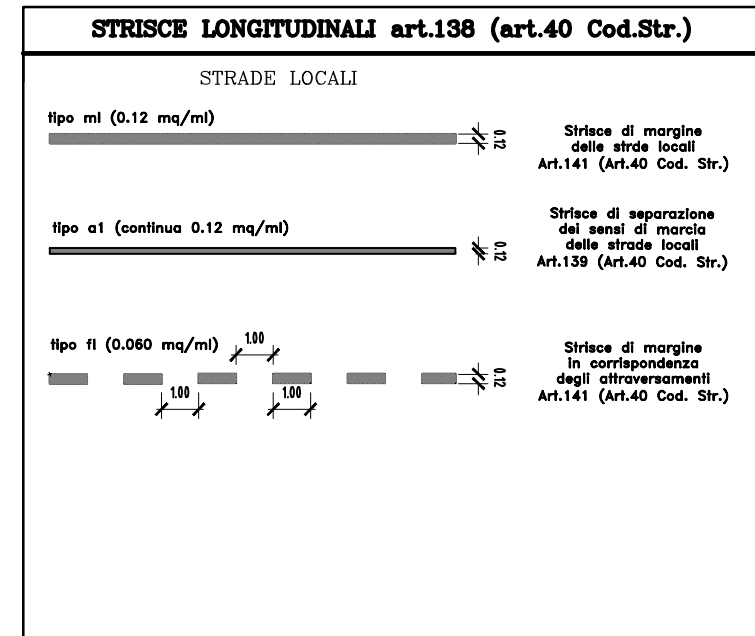 STRISCE LONGITUDINALI art.138 (art.40 Cod.Str.)
STRADE LOCALI
tipo ml (0.12 mq/ml)
0.12
Strisce di margine
delle strde locali
Art.141 (Art.40 Cod. Str.)
tipo a1 (continua 0.12 mq/ml)
0.12
Strisce di separazione
dei sensi di marcia
delle strade locali
Art.139 (Art.40 Cod. Str.)
tipo fl (0.060 mq/ml)
1.00
1.00
1.00
0.12
Strisce di margine
in corrispondenza
degli attraversamenti
Art.141 (Art.40 Cod. Str.)